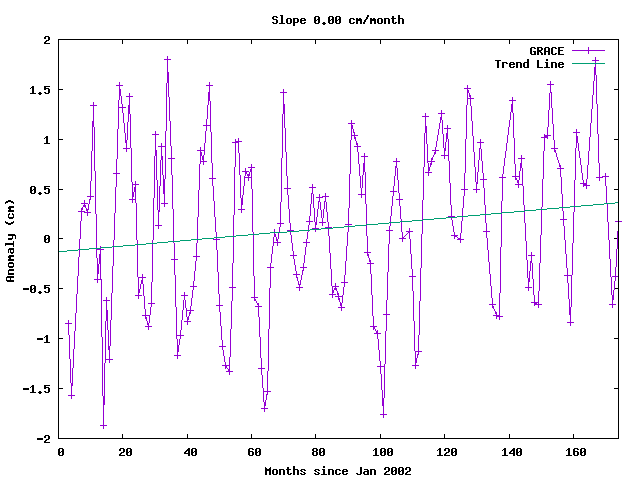 Slope 0.00 cm/month
GRACE
Trend Line
2
1.5
1
0.5
0
-0.5
-1
-1.5
-2
Anomaly (cm)
0 20 40 60 80 100 120 140 160
Months since Jan 2002